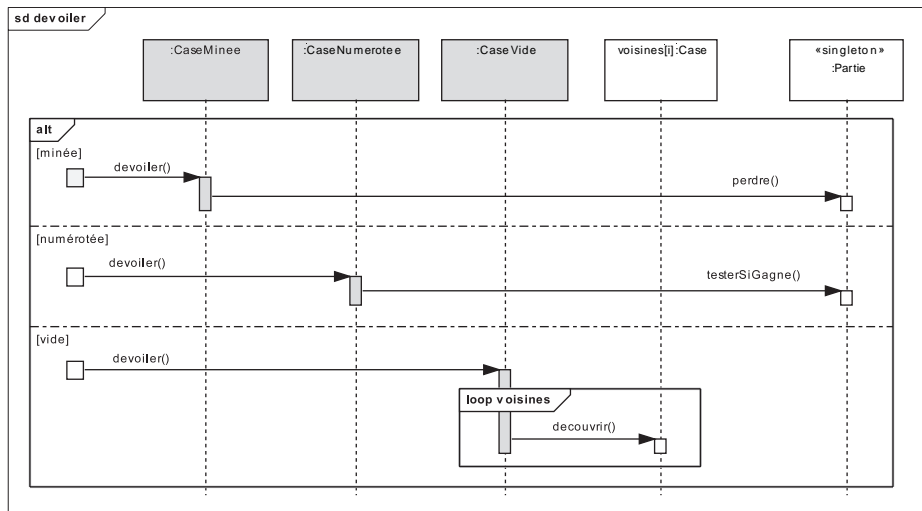 sd devoiler
:CaseMinee
:CaseNumerotee
:CaseVide
voisines[i]:Case
«singleton»
:Partie
alt
[minée]
devoiler()
perdre()
[numérotée]
devoiler()
testerSiGagne()
[vide]
devoiler()
loop voisines
decouvrir()